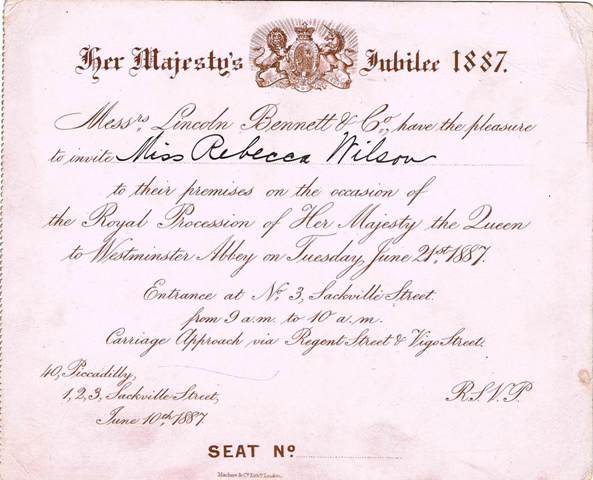 Her Majesty's Jubilee 1887.
Messrs. Lincoln Bennett & Co., have the pleasure
to invite Miss Rebecca Wilson
to their premises on the occasion of
the Royal Procession of Her Majesty the Queen
to Westminster Abbey on Tuesday, June 21st 1887.
Entrance at No. 3, Sackville Street.
from 9 a.m. to 10 a.m.
Carriage Approach via Regent Street & Vigo Street.
40, Piccadilly,
1, 2, 3, Sackville Street,
R.S.V.P.
June 10th 1887.
SEAT No
& Co. Lith. London.